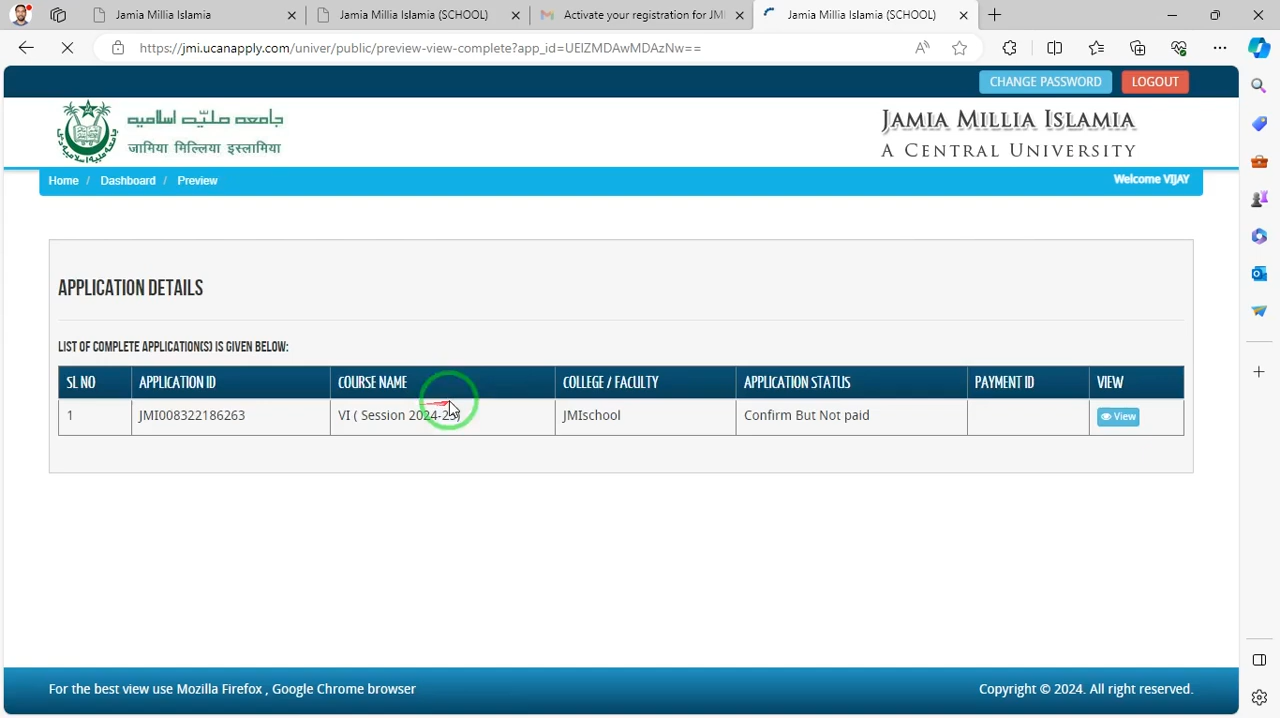 Jamia Millia Islamia
Jamia Millia Islamia (SCHOOL)
Activate your registration for JMI
Jamia Millia Islamia (SCHOOL)
https://jmi.ucanapply.com/univer/public/preview-view-complete?app_id=UEIZMDAwMDAzNw==
CHANGE PASSWORD
LOGOUT
جامعہ ملیہ اسلامیہ
जामिया मिल्लिया इस्लामिया
JAMIA MILLIA ISLAMIA
A CENTRAL UNIVERSITY
Home / Dashboard / Preview
Welcome VIJAY
APPLICATION DETAILS
LIST OF COMPLETE APPLICATION(S) IS GIVEN BELOW:
SL NO APPLICATION ID COURSE NAME COLLEGE / FACULTY APPLICATION STATUS PAYMENT ID VIEW
1 JMI008322186263 VI ( Session 2024-25) JMIschool Confirm But Not paid View
For the best view use Mozilla Firefox , Google Chrome browser
Copyright © 2024. All right reserved.